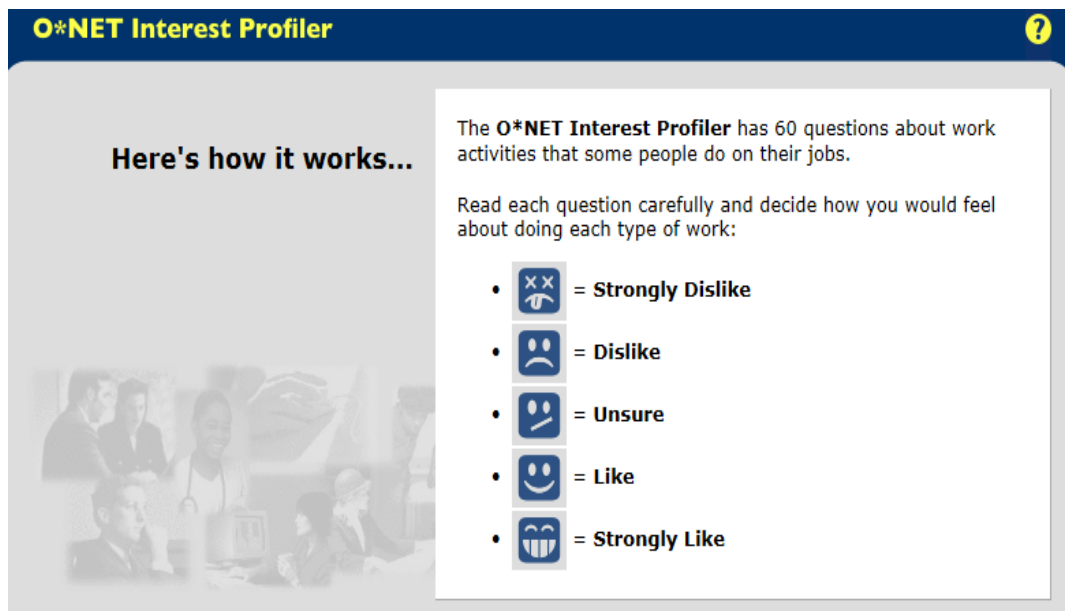 O*NET Interest Profiler
?
Here's how it works...
The O*NET Interest Profiler has 60 questions about work
activities that some people do on their jobs.
Read each question carefully and decide how you would feel
about doing each type of work:
• = Strongly Dislike
• = Dislike
• = Unsure
• = Like
• = Strongly Like